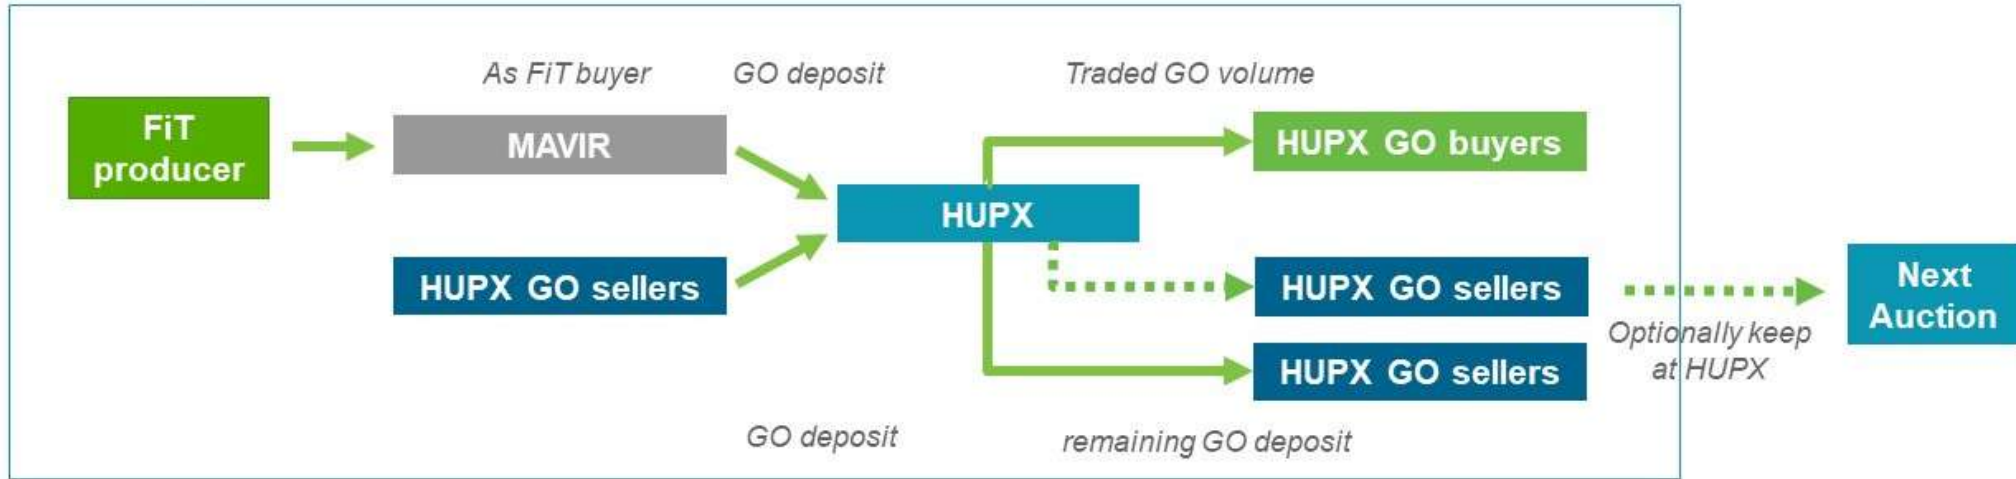 As FiT buyer
GO deposit
Traded GO volume
FiT
producer
MAVIR
HUPX GO buyers
HUPX
HUPX GO sellers
HUPX GO sellers
Next
Auction
Optionally keep
at HUPX
HUPX GO sellers
GO deposit
remaining GO deposit